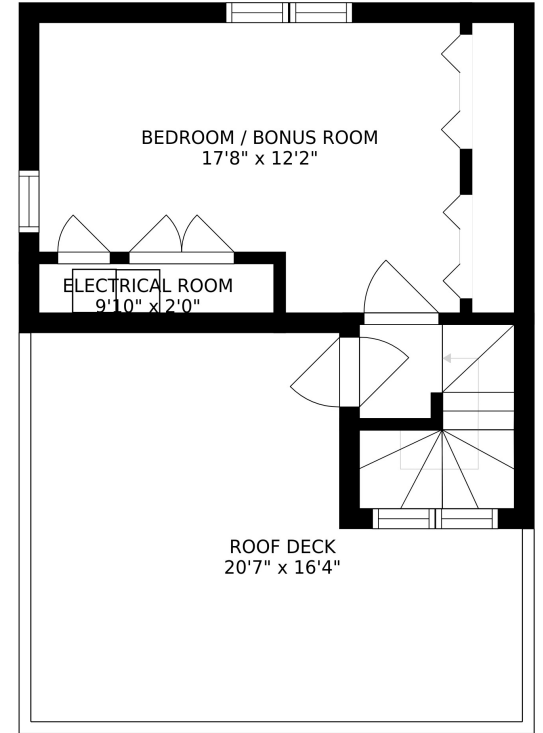 BEDROOM / BONUS ROOM
17'8" x 12'2"
ELECTRICAL ROOM
9'10" x 2'0"
ROOF DECK
20'7" x 16'4"